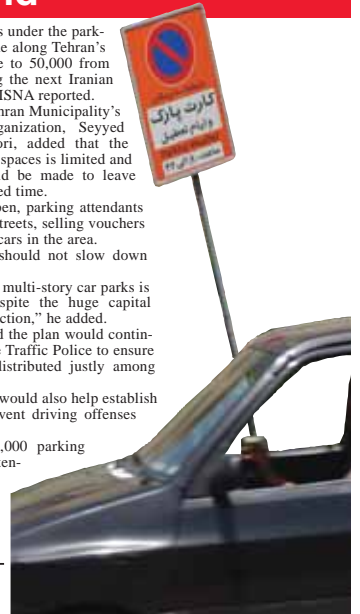 s under the park-
e along Tehran's
e to 50,000 from
g the next Iranian
ISNA reported.
hran Municipality's
ganization, Seyyed
ori, added that the
spaces is limited and
d be made to leave
ed time.
pen, parking attendants
streets, selling vouchers
cars in the area.
should not slow down
multi-story car parks is
spite the huge capital
ction," he added.
d the plan would contin-
e Traffic Police to ensure
distributed justly among
would also help establish
vent driving offenses
,000 parking
ten-
کارت پارک
و ایام تعطیل